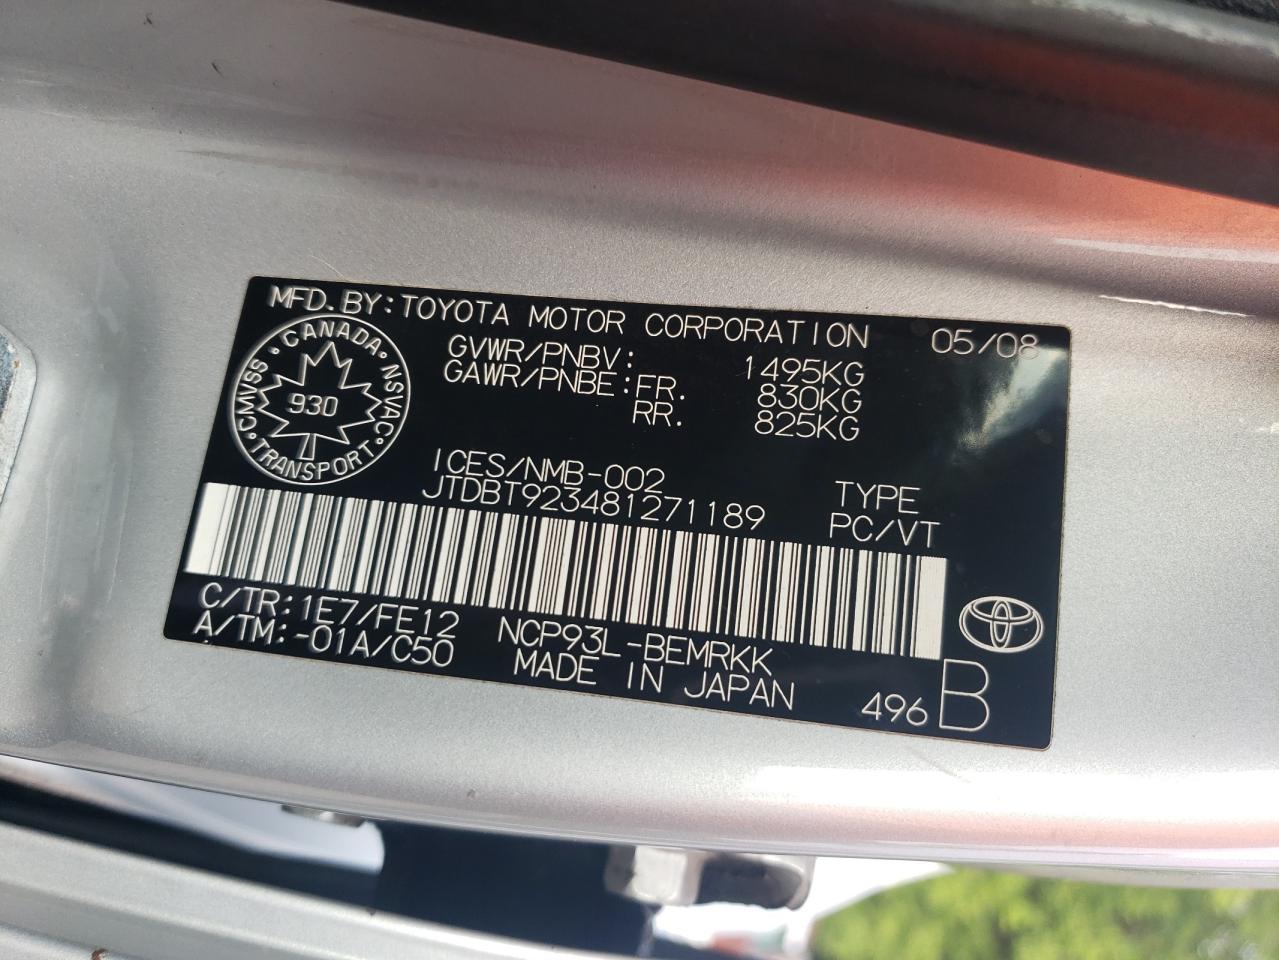 MFD. BY: TOYOTA MOTOR CORPORATION 05/08
GVWR/PNBV: 1495KG
GAWR/PNBE: FR. 830KG
RR. 825KG
CANADA · NSVAC · TRANSPORT · CMVSS ·
930
ICES/NMB-002
JTDBT923481271189
TYPE
PC/VT
C/TR: 1E7/FE12
A/TM: -01A/C50
NCP93L-BEMRKK
MADE IN JAPAN
496 B